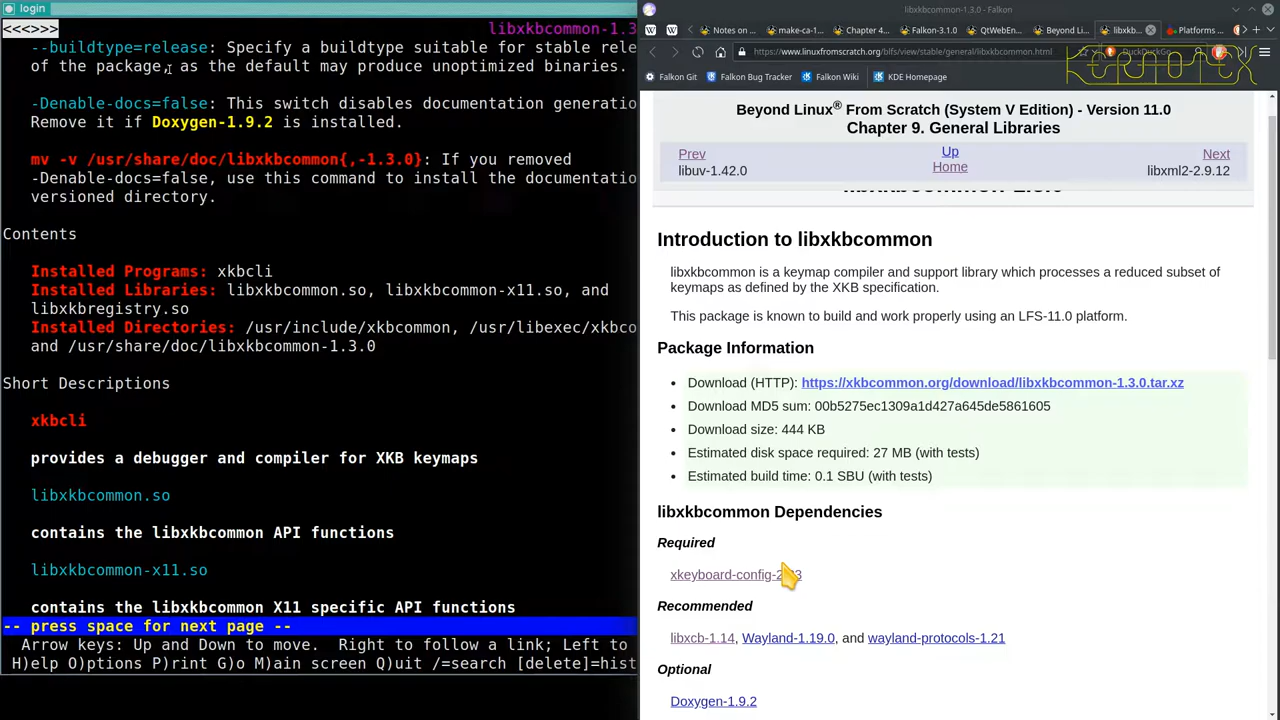 login
<<<>>>
libxkbcommon-1.3
--buildtype=release: Specify a buildtype suitable for stable rele
of the package, as the default may produce unoptimized binaries.
-Denable-docs=false: This switch disables documentation generatio
Remove it if Doxygen-1.9.2 is installed.
mv -v /usr/share/doc/libxkbcommon{,-1.3.0}: If you removed
-Denable-docs=false, use this command to install the documentatio
versioned directory.
Contents
Installed Programs: xkbcli
Installed Libraries: libxkbcommon.so, libxkbcommon-x11.so, and
libxkbregistry.so
Installed Directories: /usr/include/xkbcommon, /usr/libexec/xkbco
and /usr/share/doc/libxkbcommon-1.3.0
Short Descriptions
xkbcli
provides a debugger and compiler for XKB keymaps
libxkbcommon.so
contains the libxkbcommon API functions
libxkbcommon-x11.so
contains the libxkbcommon X11 specific API functions
-- press space for next page --
Arrow keys: Up and Down to move.  Right to follow a link; Left to
H)elp O)ptions P)rint G)o M)ain screen Q)uit /=search [delete]=hist
libxkbcommon-1.3.0 - Falkon
Notes on ... make-ca-1... Chapter 4... Falkon-3.1.0 QtWebEn... Beyond Li... libxkb... Platforms ...
https://www.linuxfromscratch.org/blfs/view/stable/general/libxkbcommon.html
DuckDuckGo
Falkon Git Falkon Bug Tracker Falkon Wiki KDE Homepage
Beyond Linux® From Scratch (System V Edition) - Version 11.0
Chapter 9. General Libraries
Prev Up Next
libuv-1.42.0 Home libxml2-2.9.12
Introduction to libxkbcommon
libxkbcommon is a keymap compiler and support library which processes a reduced subset of
keymaps as defined by the XKB specification.
This package is known to build and work properly using an LFS-11.0 platform.
Package Information
• Download (HTTP): https://xkbcommon.org/download/libxkbcommon-1.3.0.tar.xz
• Download MD5 sum: 00b5275ec1309a1d427a645de5861605
• Download size: 444 KB
• Estimated disk space required: 27 MB (with tests)
• Estimated build time: 0.1 SBU (with tests)
libxkbcommon Dependencies
Required
xkeyboard-config-2.33
Recommended
libxcb-1.14, Wayland-1.19.0, and wayland-protocols-1.21
Optional
Doxygen-1.9.2